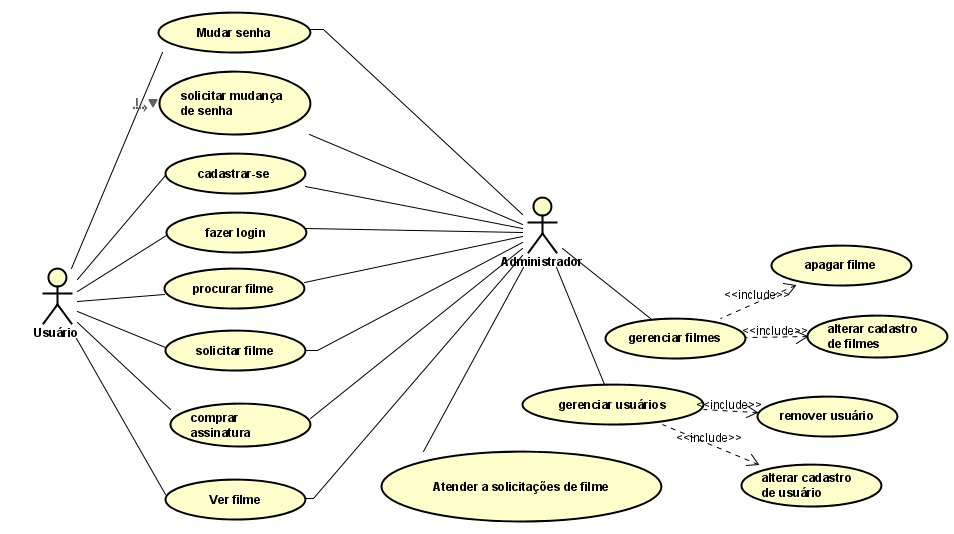 Mudar senha
solicitar mudança
de senha
cadastrar-se
fazer login
procurar filme
solicitar filme
comprar
assinatura
Ver filme
Usuário
Administrador
Atender a solicitações de filme
gerenciar filmes
<<include>>
apagar filme
<<include>>
alterar cadastro
de filmes
gerenciar usuários
<<include>>
remover usuário
<<include>>
alterar cadastro
de usuário